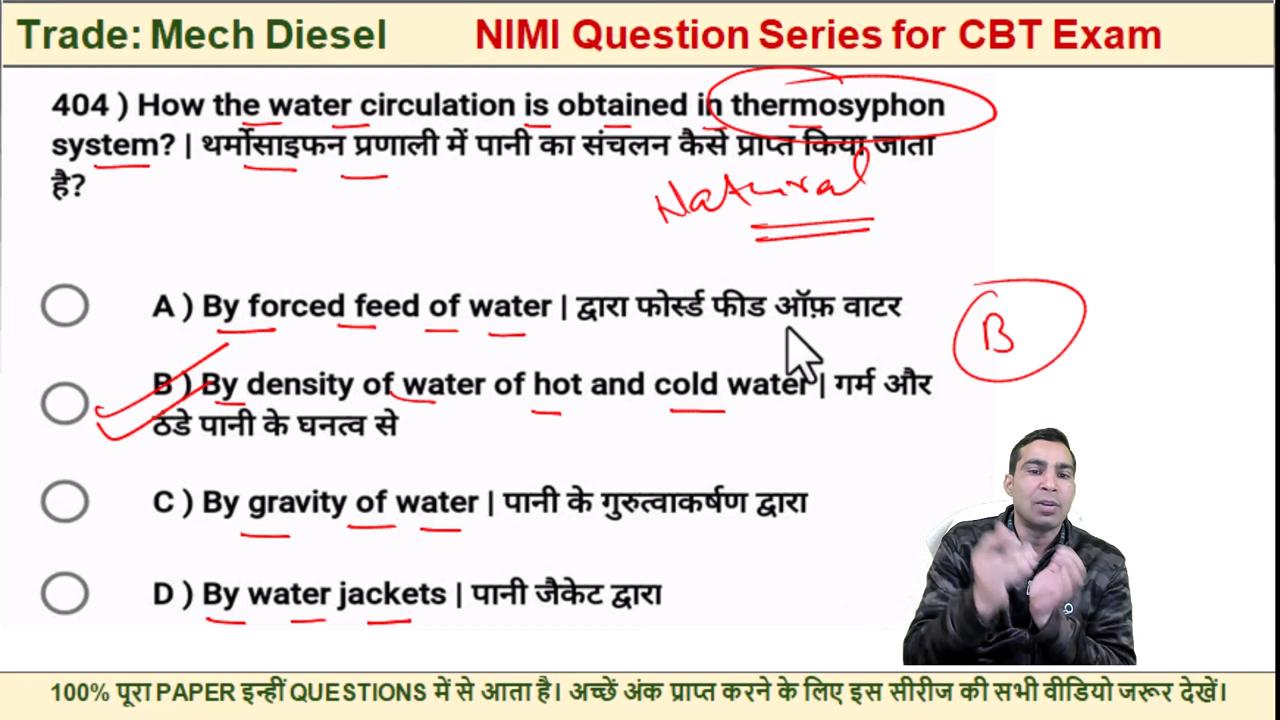 Trade: Mech Diesel NIMI Question Series for CBT Exam
404 ) How the water circulation is obtained in thermosyphon
system? | थर्मोसाइफन प्रणाली में पानी का संचलन कैसे प्राप्त किया जाता
है?
Natural
A ) By forced feed of water | द्वारा फोर्स्ड फीड ऑफ़ वाटर
B
B ) By density of water of hot and cold water | गर्म और
ठंडे पानी के घनत्व से
C ) By gravity of water | पानी के गुरुत्वाकर्षण द्वारा
D ) By water jackets | पानी जैकेट द्वारा
100% पूरा PAPER इन्हीं QUESTIONS में से आता है। अच्छें अंक प्राप्त करने के लिए इस सीरीज की सभी वीडियो जरूर देखें।